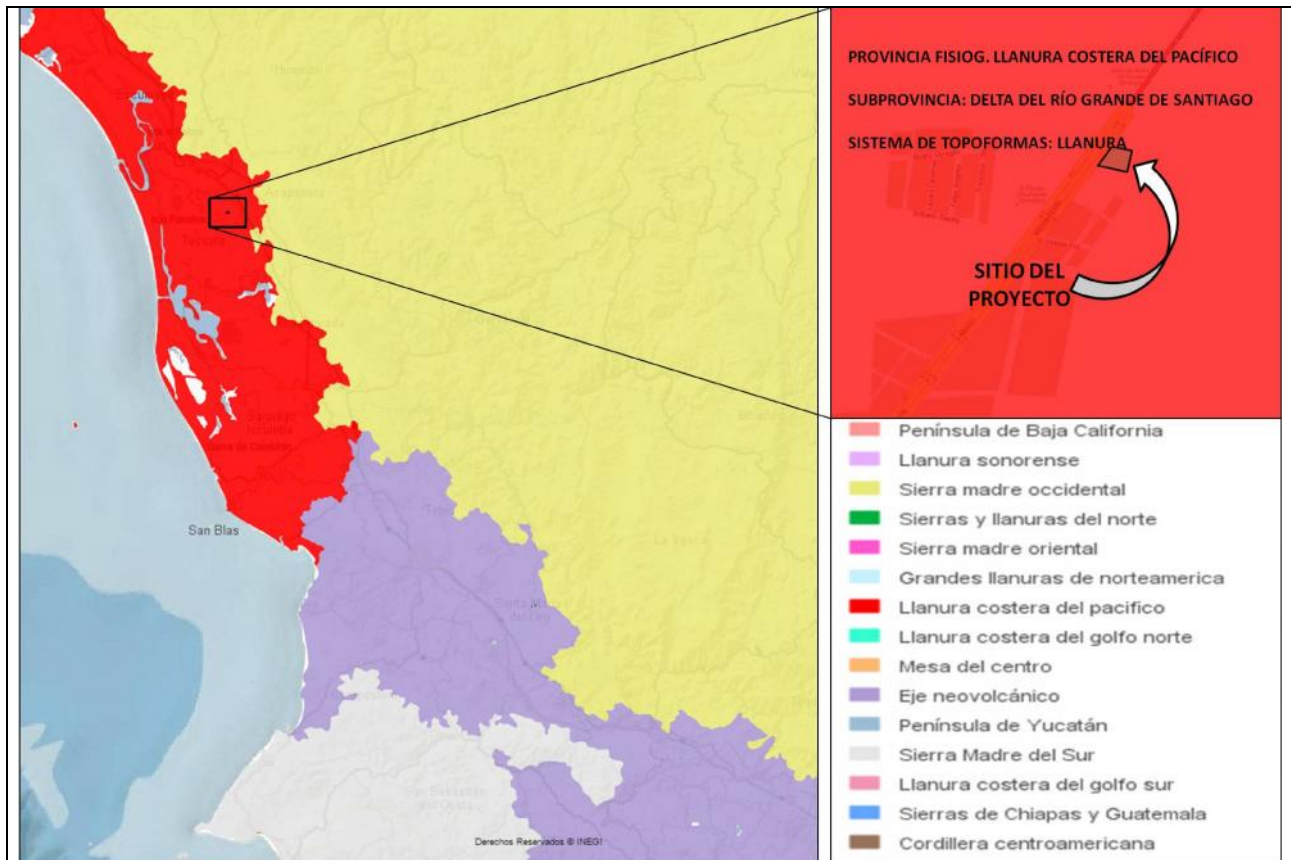 PROVINCIA FISIOG. LLANURA COSTERA DEL PACÍFICO
SUBPROVINCIA: DELTA DEL RÍO GRANDE DE SANTIAGO
SISTEMA DE TOPOFORMAS: LLANURA
SITIO DEL
PROYECTO
San Blas
Derechos Reservados © INEGI
Península de Baja California
Llanura sonorense
Sierra madre occidental
Sierras y llanuras del norte
Sierra madre oriental
Grandes llanuras de norteamerica
Llanura costera del pacifico
Llanura costera del golfo norte
Mesa del centro
Eje neovolcánico
Península de Yucatán
Sierra Madre del Sur
Llanura costera del golfo sur
Sierras de Chiapas y Guatemala
Cordillera centroamericana